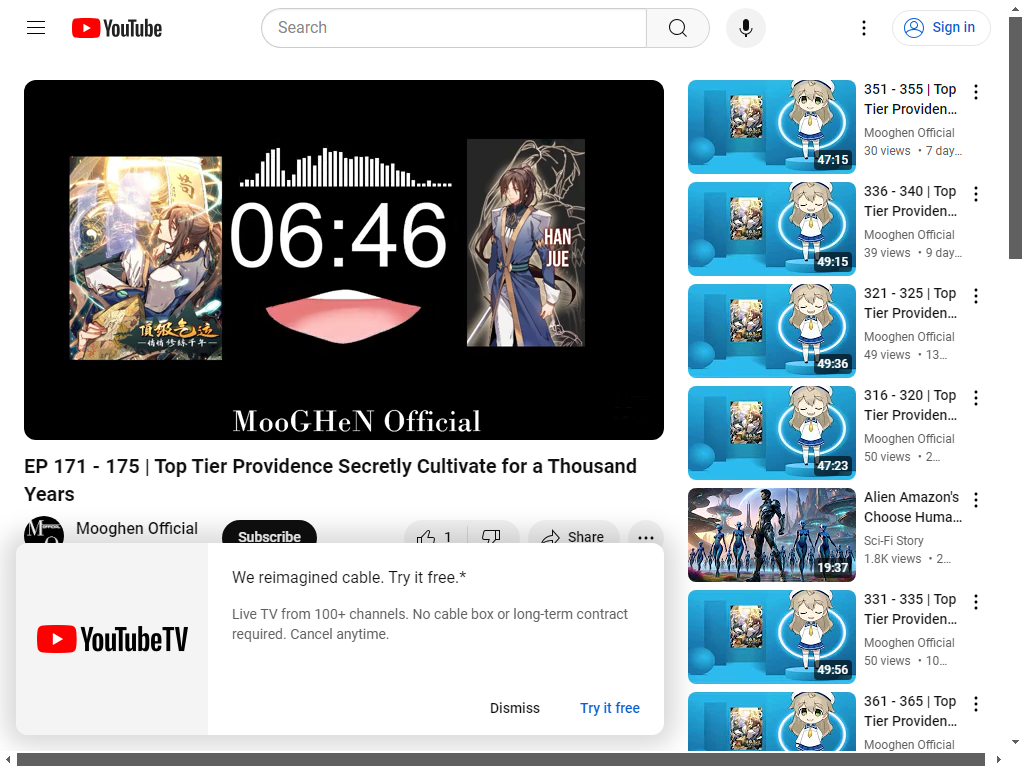 YouTube
Search
Sign in
06:46
HAN
JUE
顶级气运
悄悄修练千年
MooGHeN Official
EP 171 - 175 | Top Tier Providence Secretly Cultivate for a Thousand
Years
Mooghen Official
Subscribe
1
Share
We reimagined cable. Try it free.*
Live TV from 100+ channels. No cable box or long-term contract
required. Cancel anytime.
YouTubeTV
Dismiss
Try it free
351 - 355 | Top
Tier Providen...
Mooghen Official
30 views • 7 day...
47:15
336 - 340 | Top
Tier Providen...
Mooghen Official
39 views • 9 day...
49:15
321 - 325 | Top
Tier Providen...
Mooghen Official
49 views • 13...
49:36
316 - 320 | Top
Tier Providen...
Mooghen Official
50 views • 2...
47:23
Alien Amazon's
Choose Huma...
Sci-Fi Story
1.8K views • 2...
19:37
331 - 335 | Top
Tier Providen...
Mooghen Official
50 views • 10...
49:56
361 - 365 | Top
Tier Providen...
Mooghen Official